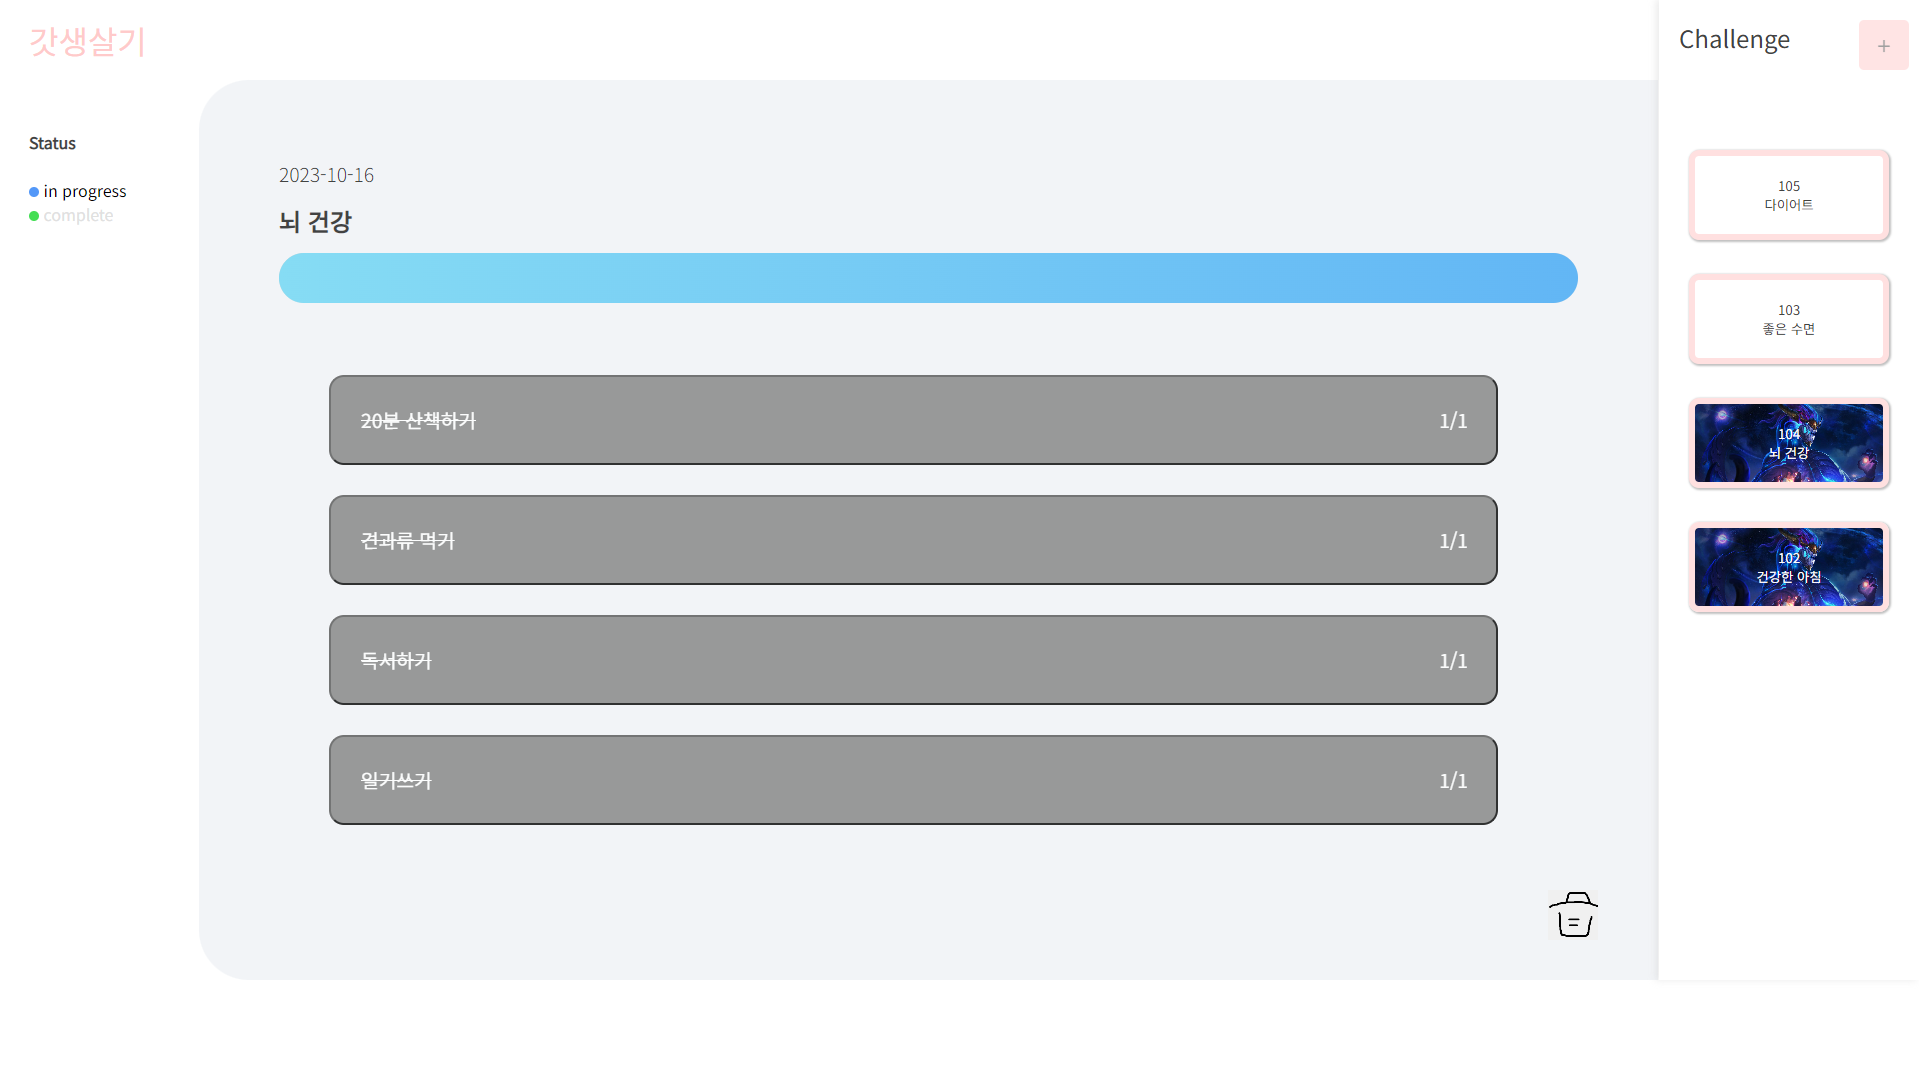 갓생살기
Status
in progress
complete
2023-10-16
뇌 건강
20분 산책하기
1/1
견과류 먹기
1/1
독서하기
1/1
일기쓰기
1/1
Challenge
+
105
다이어트
103
좋은 수면
104
뇌 건강
102
건강한 아침